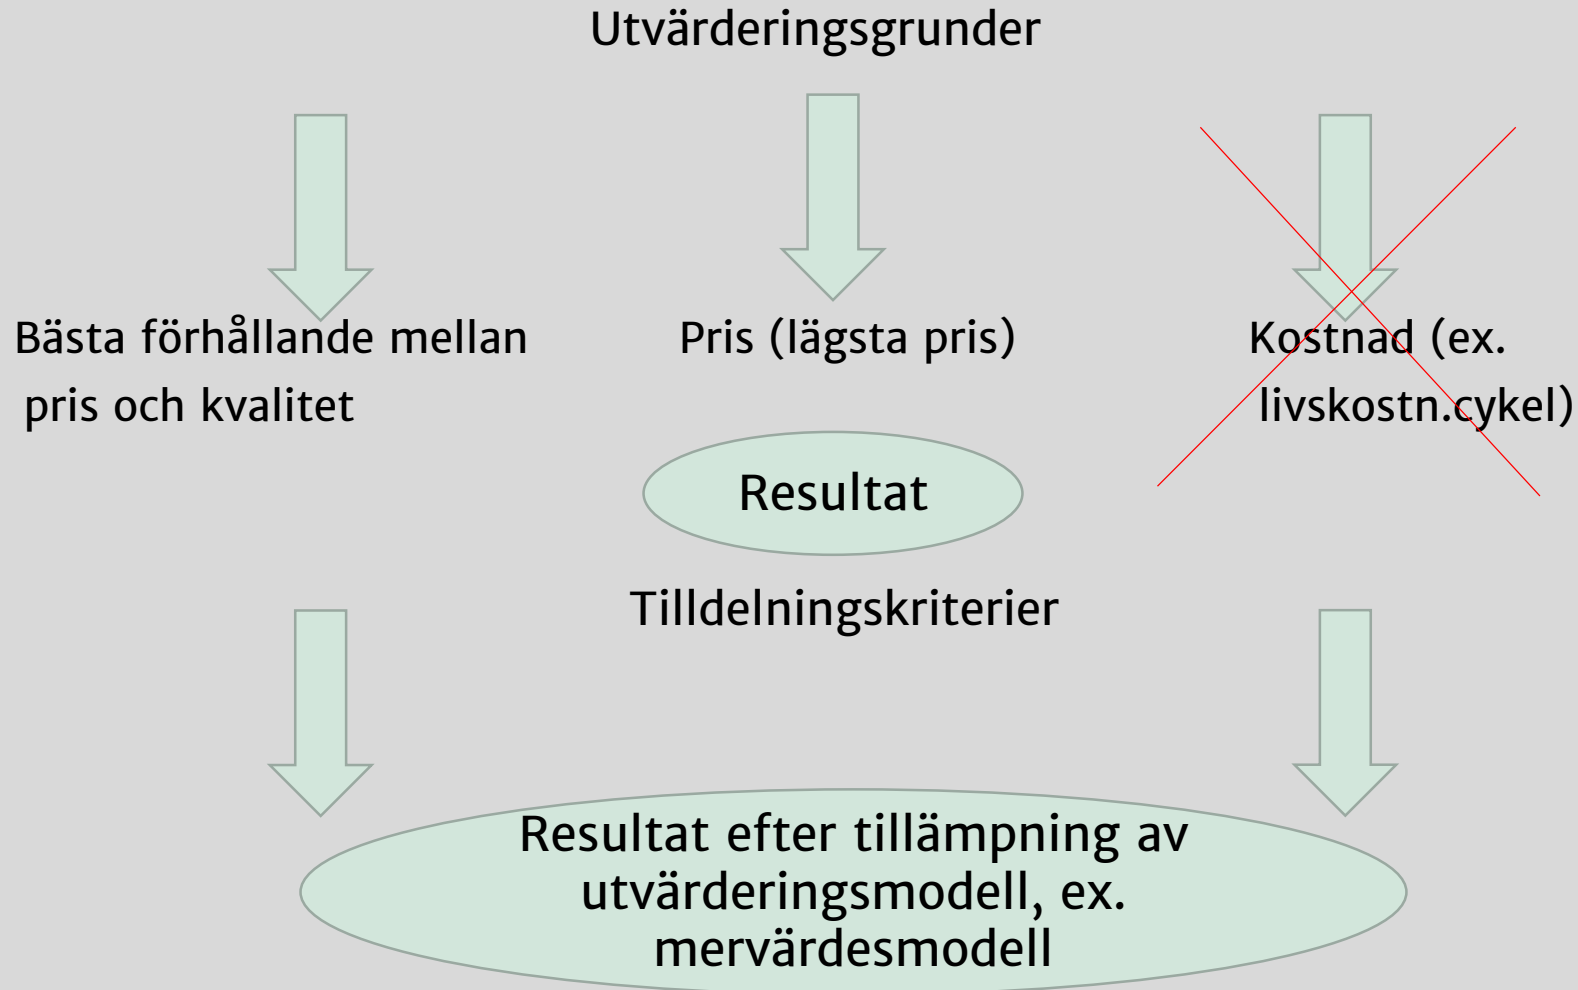 Utvärderingsgrunder
Bästa förhållande mellan
pris och kvalitet
Pris (lägsta pris)
Kostnad (ex.
livskostn.cykel)
Resultat
Tilldelningskriterier
Resultat efter tillämpning av
utvärderingsmodell, ex.
mervärdesmodell